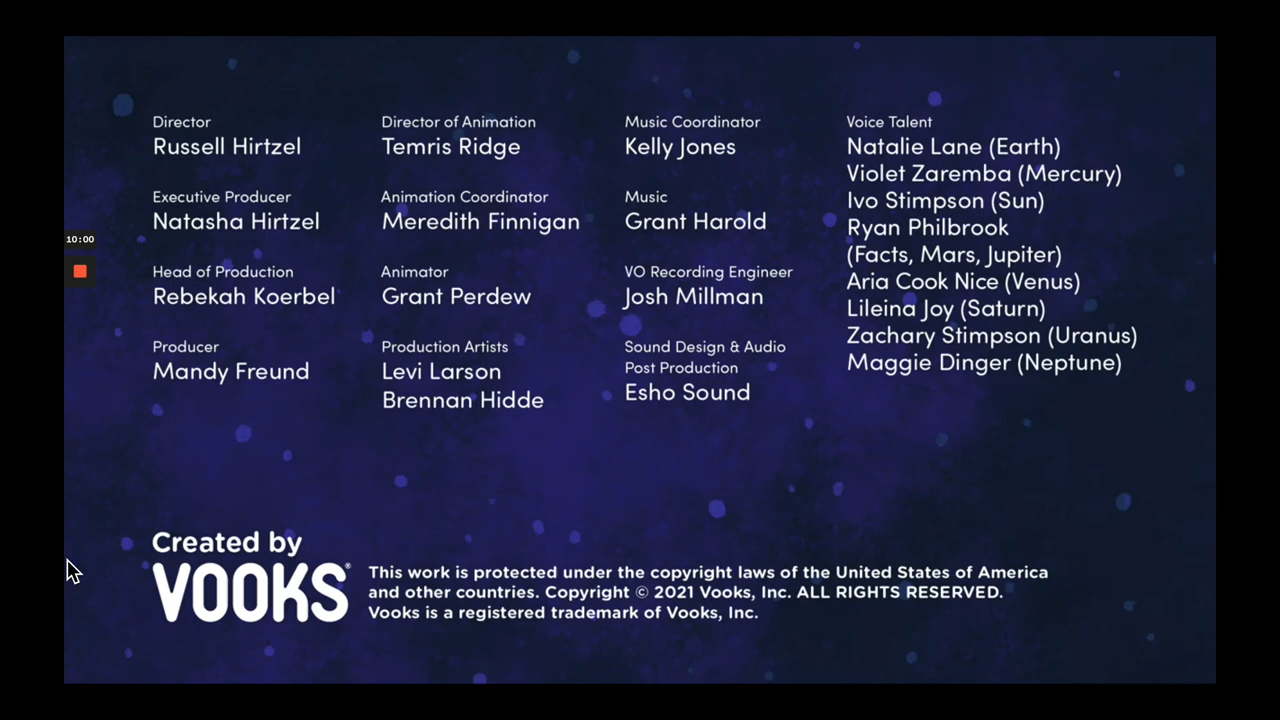 Director
Russell Hirtzel
Executive Producer
Natasha Hirtzel
Head of Production
Rebekah Koerbel
Producer
Mandy Freund
Director of Animation
Temris Ridge
Animation Coordinator
Meredith Finnigan
Animator
Grant Perdew
Production Artists
Levi Larson
Brennan Hidde
Music Coordinator
Kelly Jones
Music
Grant Harold
VO Recording Engineer
Josh Millman
Sound Design & Audio
Post Production
Esho Sound
Voice Talent
Natalie Lane (Earth)
Violet Zaremba (Mercury)
Ivo Stimpson (Sun)
Ryan Philbrook
(Facts, Mars, Jupiter)
Aria Cook Nice (Venus)
Lileina Joy (Saturn)
Zachary Stimpson (Uranus)
Maggie Dinger (Neptune)
10:00
Created by
VOOKS®
This work is protected under the copyright laws of the United States of America
and other countries. Copyright © 2021 Vooks, Inc. ALL RIGHTS RESERVED.
Vooks is a registered trademark of Vooks, Inc.